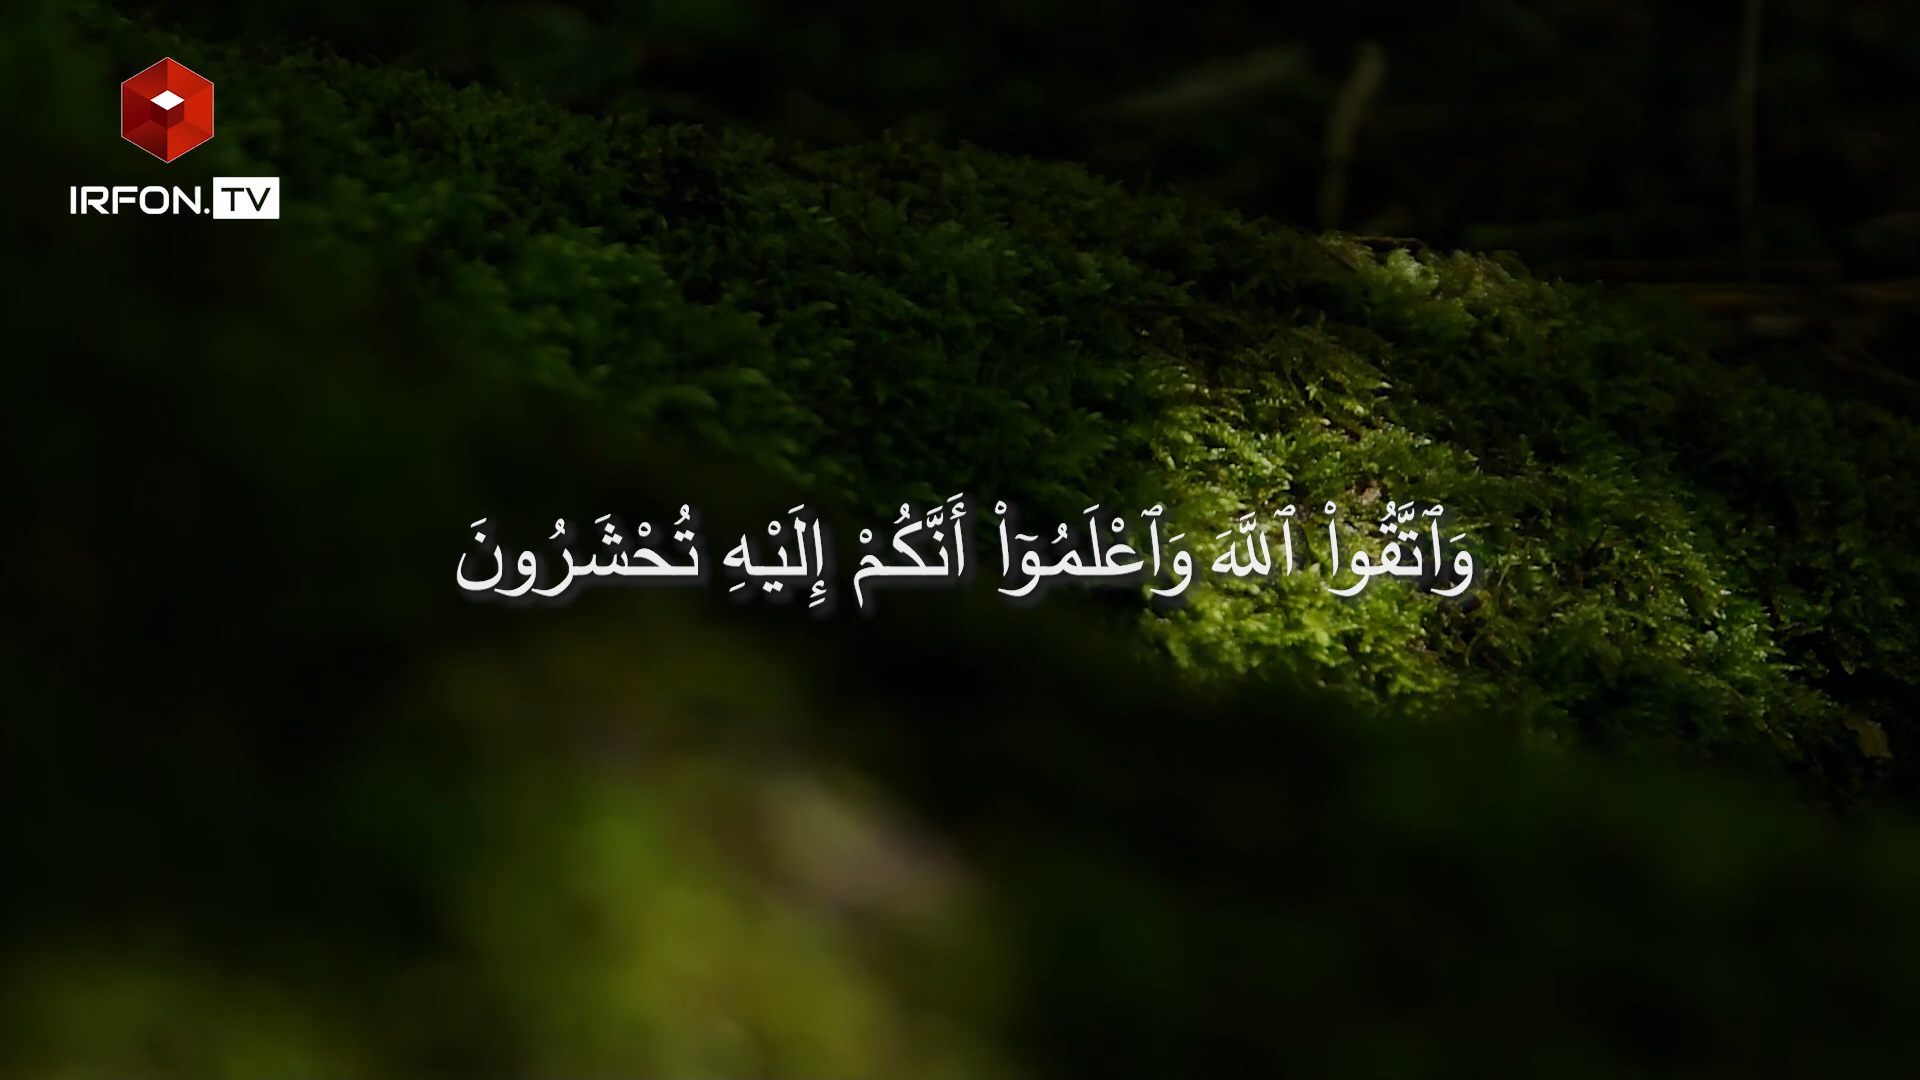 IRFON.TV
وَٱتَّقُوا۟ ٱللَّهَ وَٱعْلَمُوٓا۟ أَنَّكُمْ إِلَيْهِ تُحْشَرُونَ